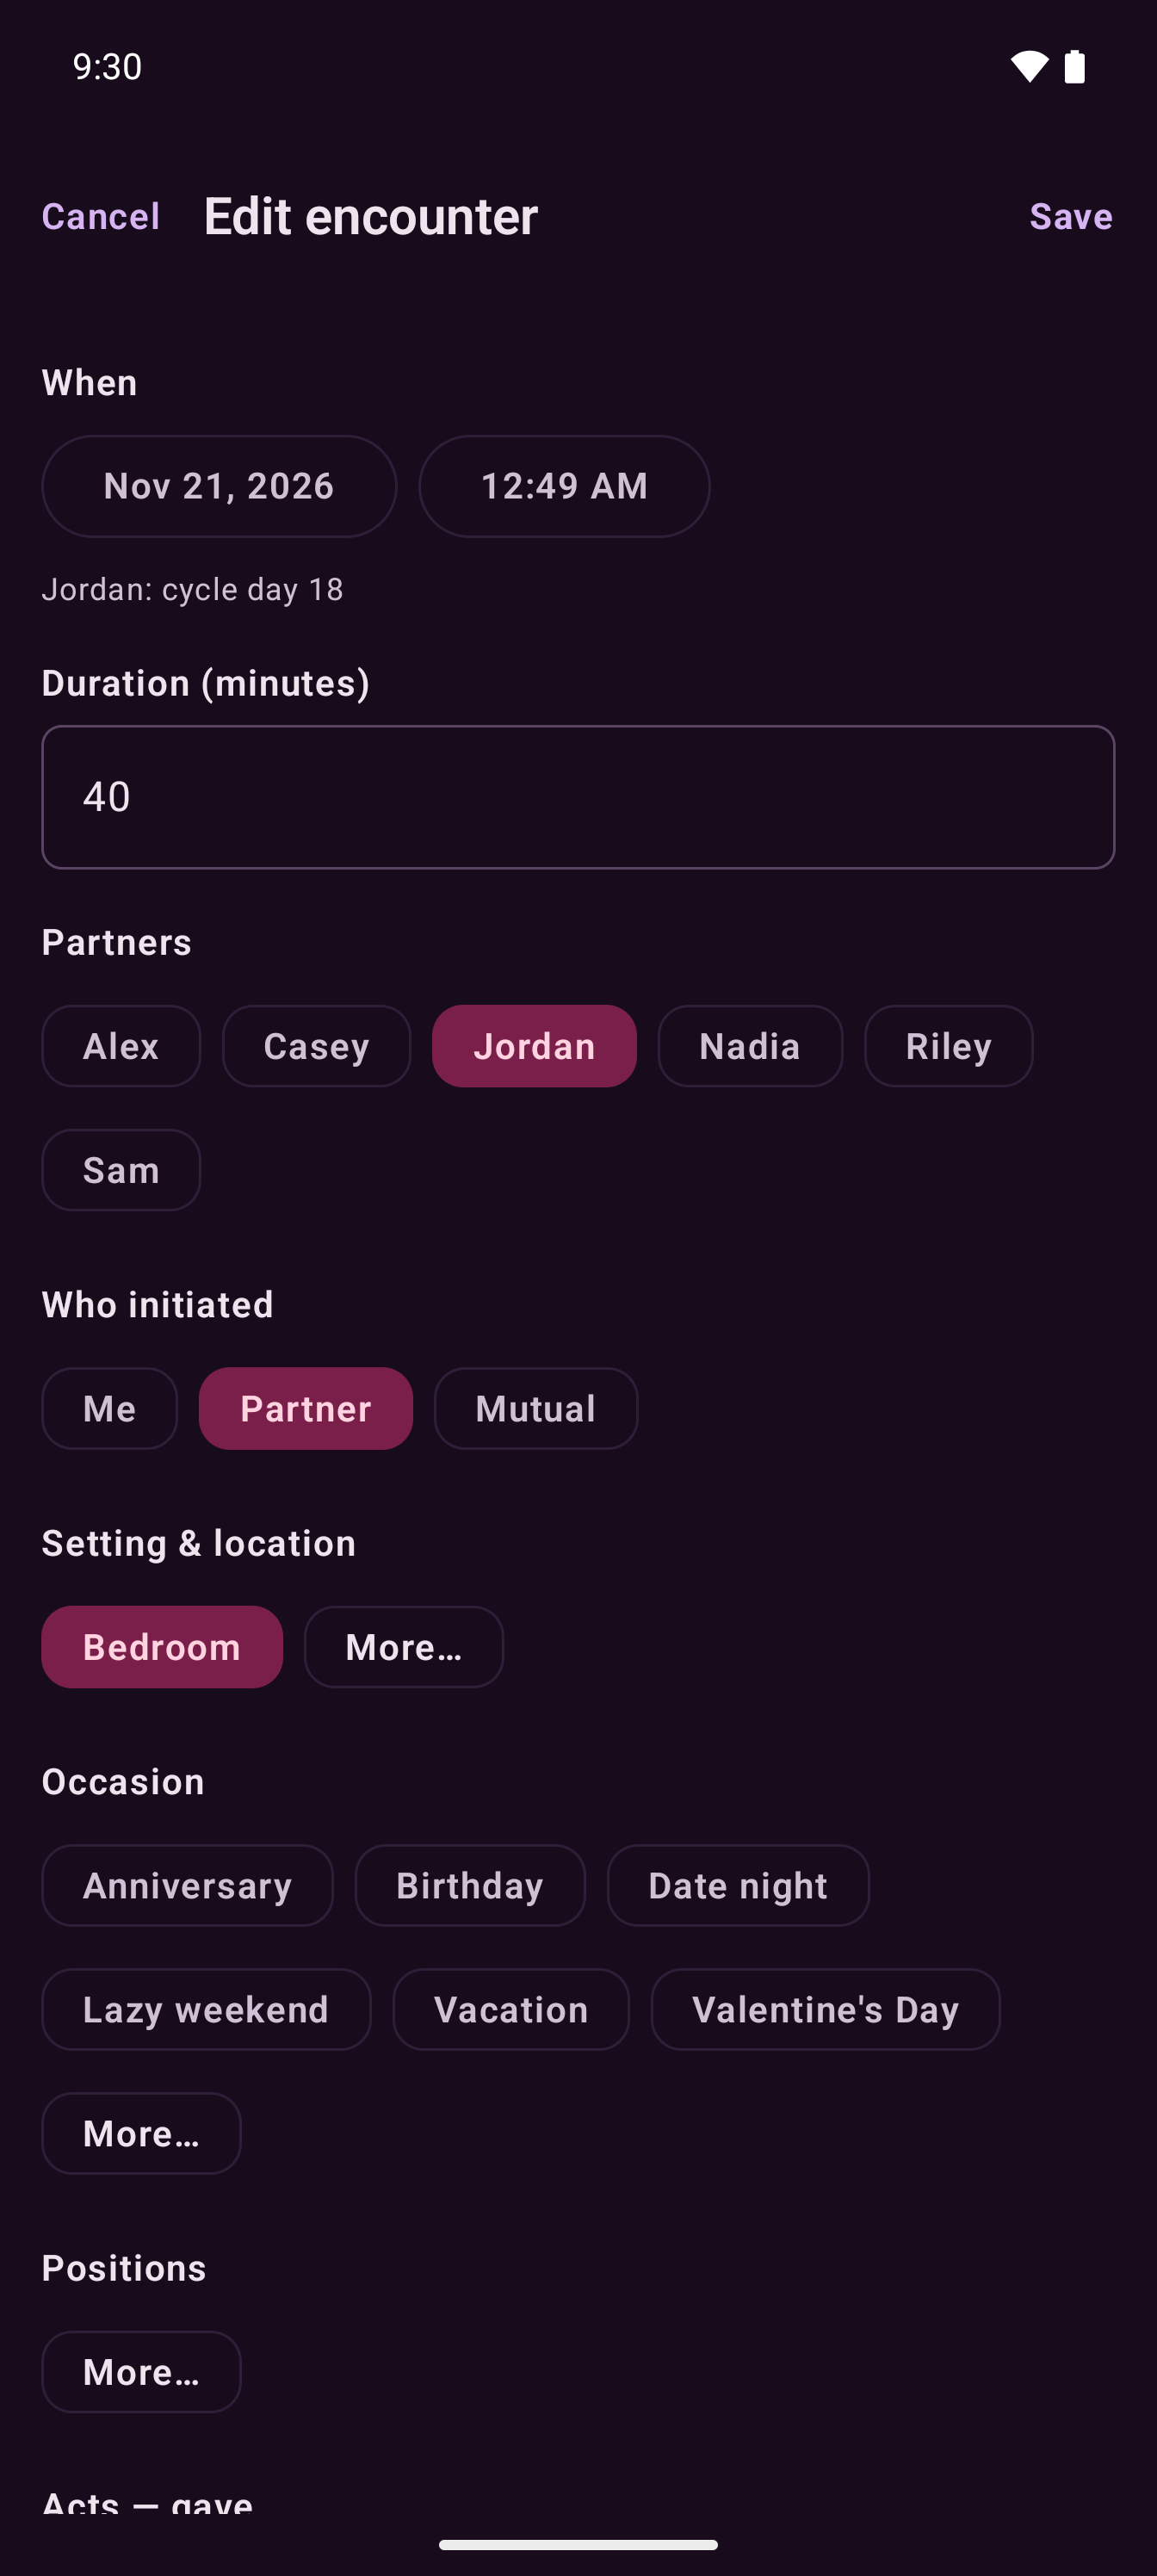 9:30
Cancel Edit encounter Save
When
Nov 21, 2026 12:49 AM
Jordan: cycle day 18
Duration (minutes)
40
Partners
Alex Casey Jordan Nadia Riley
Sam
Who initiated
Me Partner Mutual
Setting & location
Bedroom More…
Occasion
Anniversary Birthday Date night
Lazy weekend Vacation Valentine's Day
More…
Positions
More…
Acts — gave